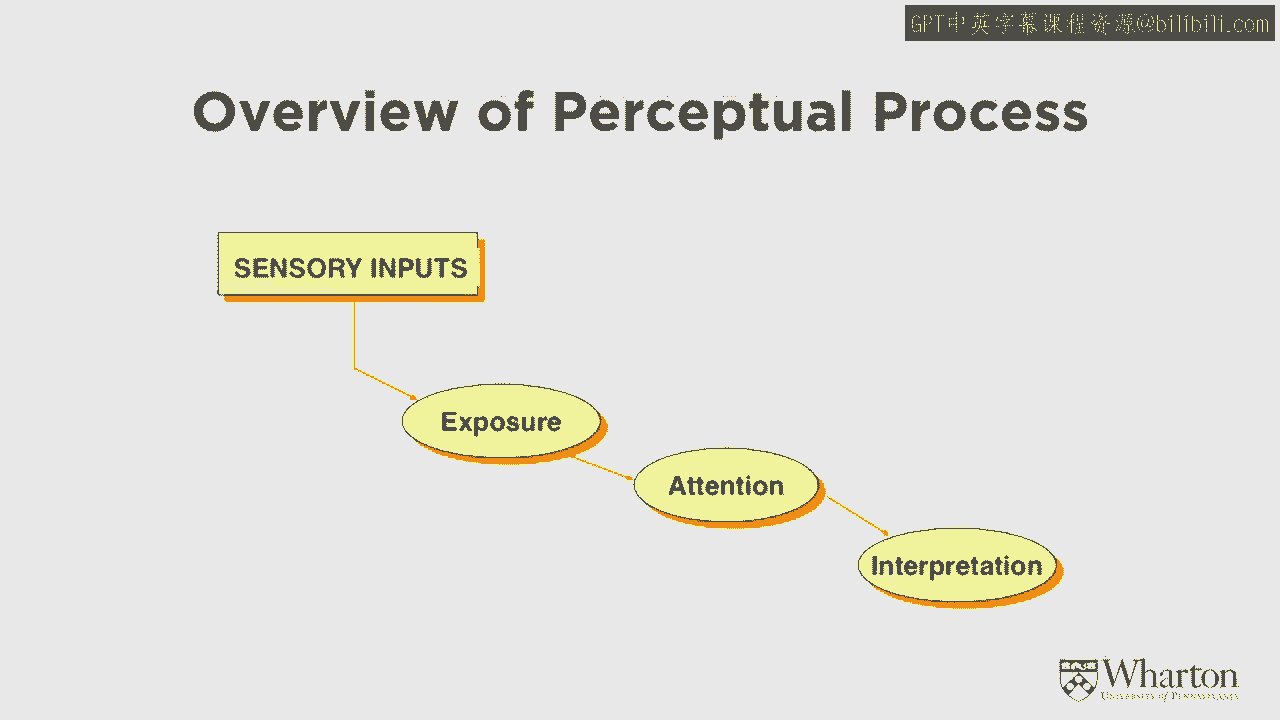 GPT中英字幕课程资源@bilibili.com
Overview of Perceptual Process
SENSORY INPUTS
Exposure
Attention
Interpretation
Wharton
UNIVERSITY of PENNSYLVANIA